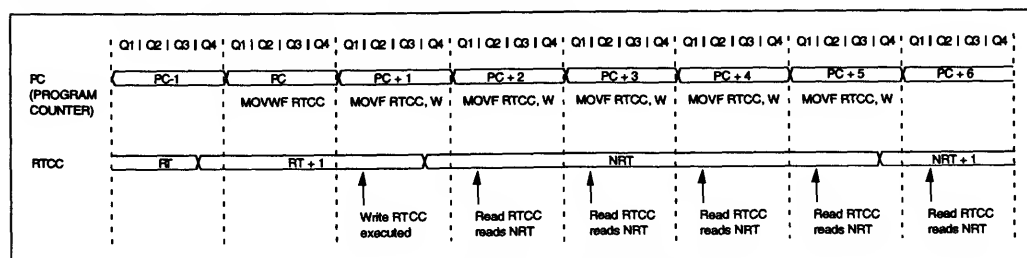 Q1 | Q2 | Q3 | Q4 Q1 | Q2 | Q3 | Q4 Q1 | Q2 | Q3 | Q4 Q1 | Q2 | Q3 | Q4 Q1 | Q2 | Q3 | Q4 Q1 | Q2 | Q3 | Q4 Q1 | Q2 | Q3 | Q4 Q1 | Q2 | Q3 | Q4
PC
(PROGRAM
COUNTER)
PC-1 PC PC + 1 PC + 2 PC + 3 PC + 4 PC + 5 PC + 6
MOVWF RTCC MOVF RTCC, W MOVF RTCC, W MOVF RTCC, W MOVF RTCC, W MOVF RTCC, W
RTCC RT RT + 1 NRT NRT + 1
Write RTCC Read RTCC Read RTCC Read RTCC Read RTCC Read RTCC
executed reads NRT reads NRT reads NRT reads NRT reads NRT